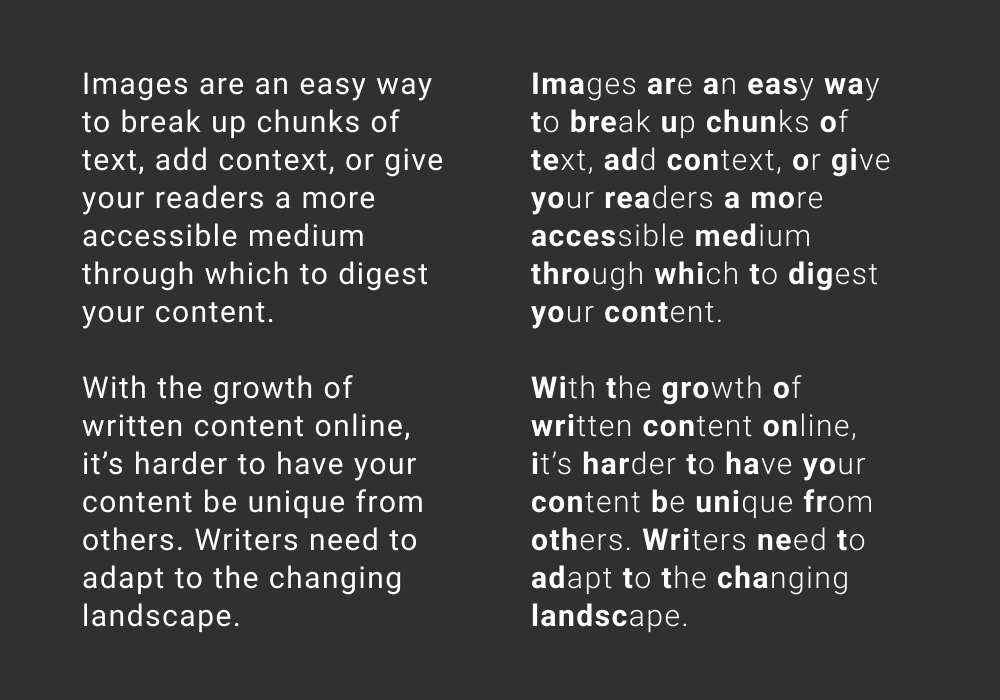 Images are an easy way
to break up chunks of
text, add context, or give
your readers a more
accessible medium
through which to digest
your content.
With the growth of
written content online,
it’s harder to have your
content be unique from
others. Writers need to
adapt to the changing
landscape.
Images are an easy way
to break up chunks of
text, add context, or give
your readers a more
accessible medium
through which to digest
your content.
With the growth of
written content online,
it’s harder to have your
content be unique from
others. Writers need to
adapt to the changing
landscape.